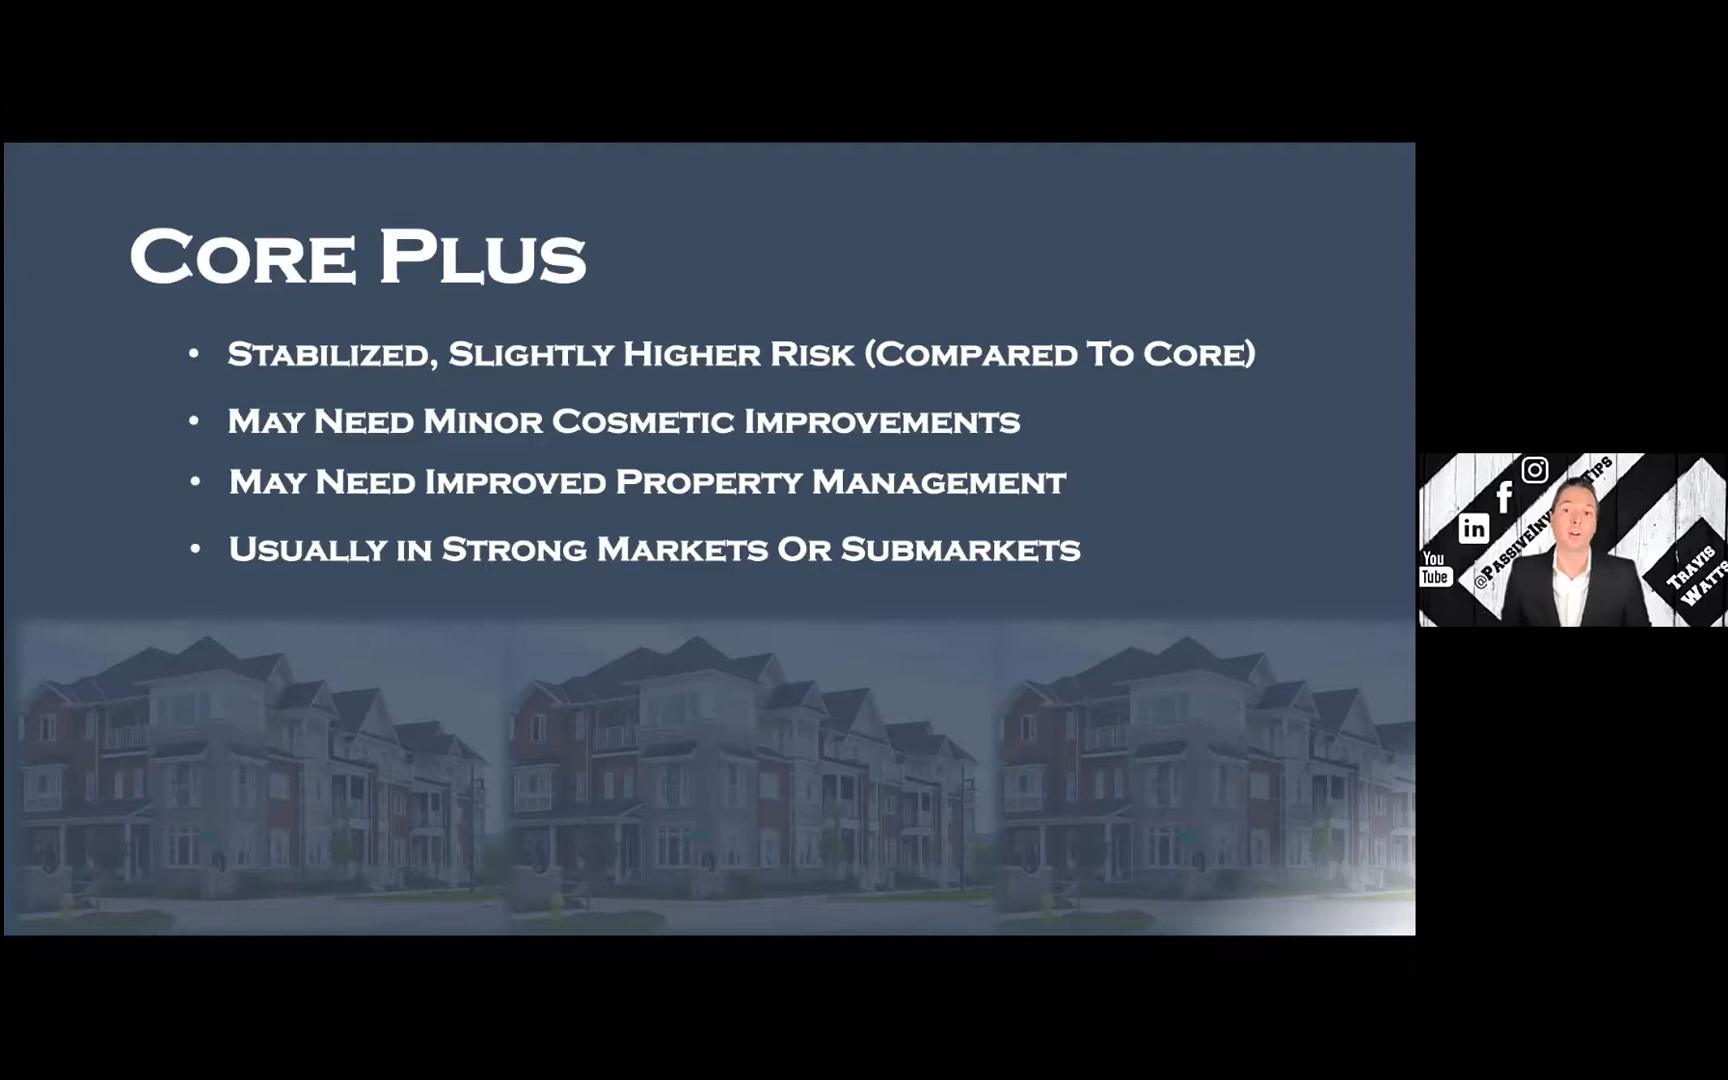 Core Plus
• Stabilized, Slightly Higher Risk (Compared To Core)
• May Need Minor Cosmetic Improvements
• May Need Improved Property Management
• Usually in Strong Markets Or Submarkets
f
in
You
Tube
Travis
Watts